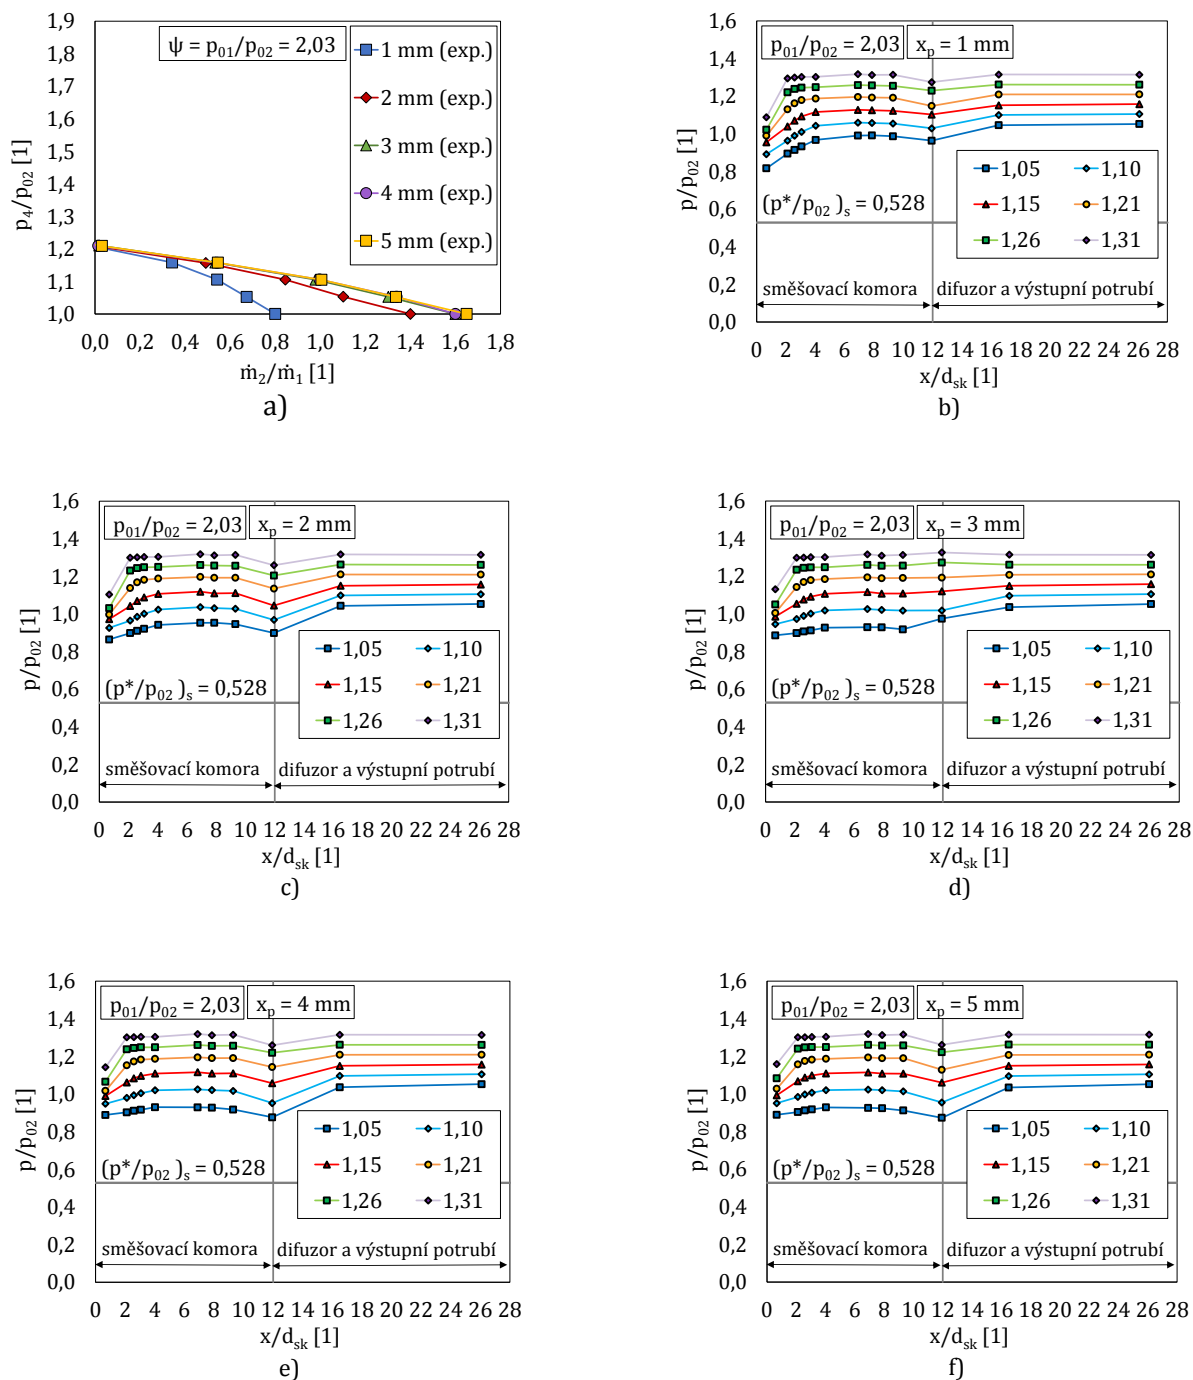 1,9
1,8
1,7
1,6
1,5
1,4
1,3
1,2
1,1
1,0
p₄/p₀₂ [1]
ψ = p₀₁/p₀₂ = 2,03
1 mm (exp.)
2 mm (exp.)
3 mm (exp.)
4 mm (exp.)
5 mm (exp.)
0,0 0,2 0,4 0,6 0,8 1,0 1,2 1,4 1,6 1,8
ṁ₂/ṁ₁ [1]
a)
1,6
1,4
1,2
1,0
0,8
0,6
0,4
0,2
0,0
p/p₀₂ [1]
p₀₁/p₀₂ = 2,03
xₚ = 1 mm
1,05 1,10
1,15 1,21
1,26 1,31
(p*/p₀₂ )ₛ = 0,528
směšovací komora
difuzor a výstupní potrubí
0 2 4 6 8 10 12 14 16 18 20 22 24 26 28
x/dₛₖ [1]
b)
1,6
1,4
1,2
1,0
0,8
0,6
0,4
0,2
0,0
p/p₀₂ [1]
p₀₁/p₀₂ = 2,03
xₚ = 2 mm
1,05 1,10
1,15 1,21
1,26 1,31
(p*/p₀₂ )ₛ = 0,528
směšovací komora
difuzor a výstupní potrubí
0 2 4 6 8 10 12 14 16 18 20 22 24 26 28
x/dₛₖ [1]
c)
1,6
1,4
1,2
1,0
0,8
0,6
0,4
0,2
0,0
p/p₀₂ [1]
p₀₁/p₀₂ = 2,03
xₚ = 3 mm
1,05 1,10
1,15 1,21
1,26 1,31
(p*/p₀₂ )ₛ = 0,528
směšovací komora
difuzor a výstupní potrubí
0 2 4 6 8 10 12 14 16 18 20 22 24 26 28
x/dₛₖ [1]
d)
1,6
1,4
1,2
1,0
0,8
0,6
0,4
0,2
0,0
p/p₀₂ [1]
p₀₁/p₀₂ = 2,03
xₚ = 4 mm
1,05 1,10
1,15 1,21
1,26 1,31
(p*/p₀₂ )ₛ = 0,528
směšovací komora
difuzor a výstupní potrubí
0 2 4 6 8 10 12 14 16 18 20 22 24 26 28
x/dₛₖ [1]
e)
1,6
1,4
1,2
1,0
0,8
0,6
0,4
0,2
0,0
p/p₀₂ [1]
p₀₁/p₀₂ = 2,03
xₚ = 5 mm
1,05 1,10
1,15 1,21
1,26 1,31
(p*/p₀₂ )ₛ = 0,528
směšovací komora
difuzor a výstupní potrubí
0 2 4 6 8 10 12 14 16 18 20 22 24 26 28
x/dₛₖ [1]
f)